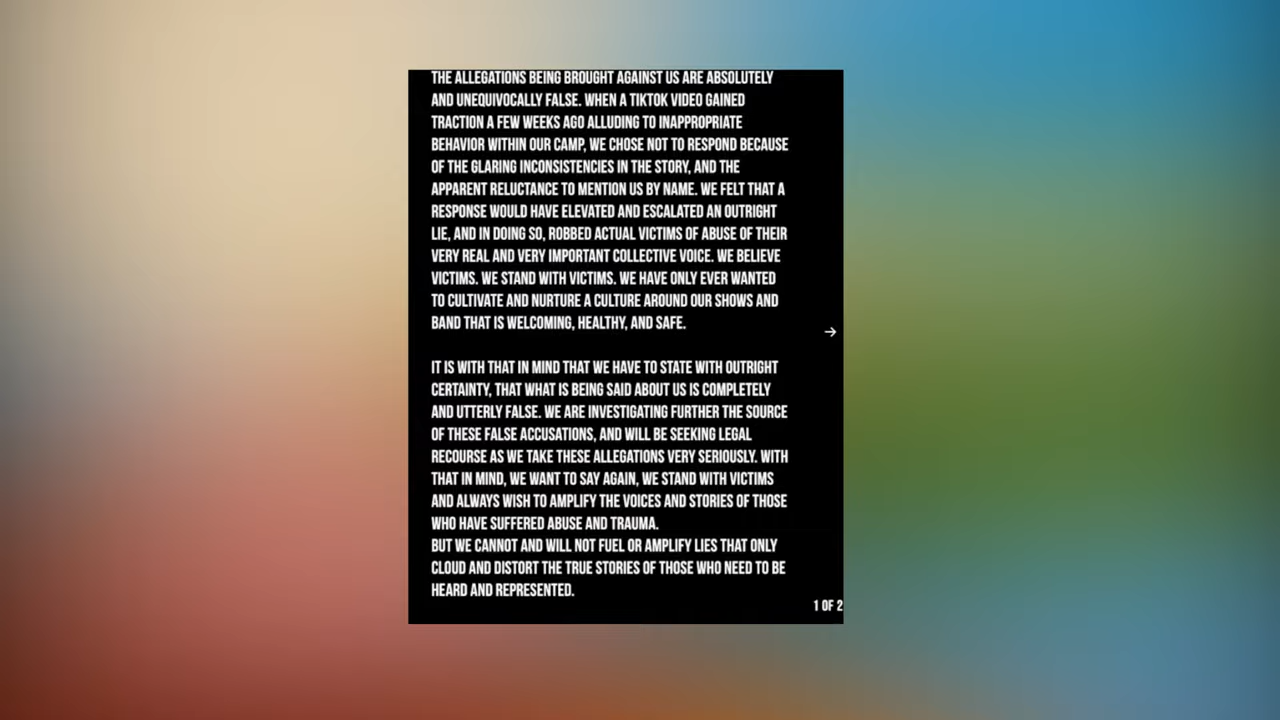 THE ALLEGATIONS BEING BROUGHT AGAINST US ARE ABSOLUTELY
AND UNEQUIVOCALLY FALSE. WHEN A TIKTOK VIDEO GAINED
TRACTION A FEW WEEKS AGO ALLUDING TO INAPPROPRIATE
BEHAVIOR WITHIN OUR CAMP, WE CHOSE NOT TO RESPOND BECAUSE
OF THE GLARING INCONSISTENCIES IN THE STORY, AND THE
APPARENT RELUCTANCE TO MENTION US BY NAME. WE FELT THAT A
RESPONSE WOULD HAVE ELEVATED AND ESCALATED AN OUTRIGHT
LIE, AND IN DOING SO, ROBBED ACTUAL VICTIMS OF ABUSE OF THEIR
VERY REAL AND VERY IMPORTANT COLLECTIVE VOICE. WE BELIEVE
VICTIMS. WE STAND WITH VICTIMS. WE HAVE ONLY EVER WANTED
TO CULTIVATE AND NURTURE A CULTURE AROUND OUR SHOWS AND
BAND THAT IS WELCOMING, HEALTHY, AND SAFE.
IT IS WITH THAT IN MIND THAT WE HAVE TO STATE WITH OUTRIGHT
CERTAINTY, THAT WHAT IS BEING SAID ABOUT US IS COMPLETELY
AND UTTERLY FALSE. WE ARE INVESTIGATING FURTHER THE SOURCE
OF THESE FALSE ACCUSATIONS, AND WILL BE SEEKING LEGAL
RECOURSE AS WE TAKE THESE ALLEGATIONS VERY SERIOUSLY. WITH
THAT IN MIND, WE WANT TO SAY AGAIN, WE STAND WITH VICTIMS
AND ALWAYS WISH TO AMPLIFY THE VOICES AND STORIES OF THOSE
WHO HAVE SUFFERED ABUSE AND TRAUMA.
BUT WE CANNOT AND WILL NOT FUEL OR AMPLIFY LIES THAT ONLY
CLOUD AND DISTORT THE TRUE STORIES OF THOSE WHO NEED TO BE
HEARD AND REPRESENTED.
1 OF 2